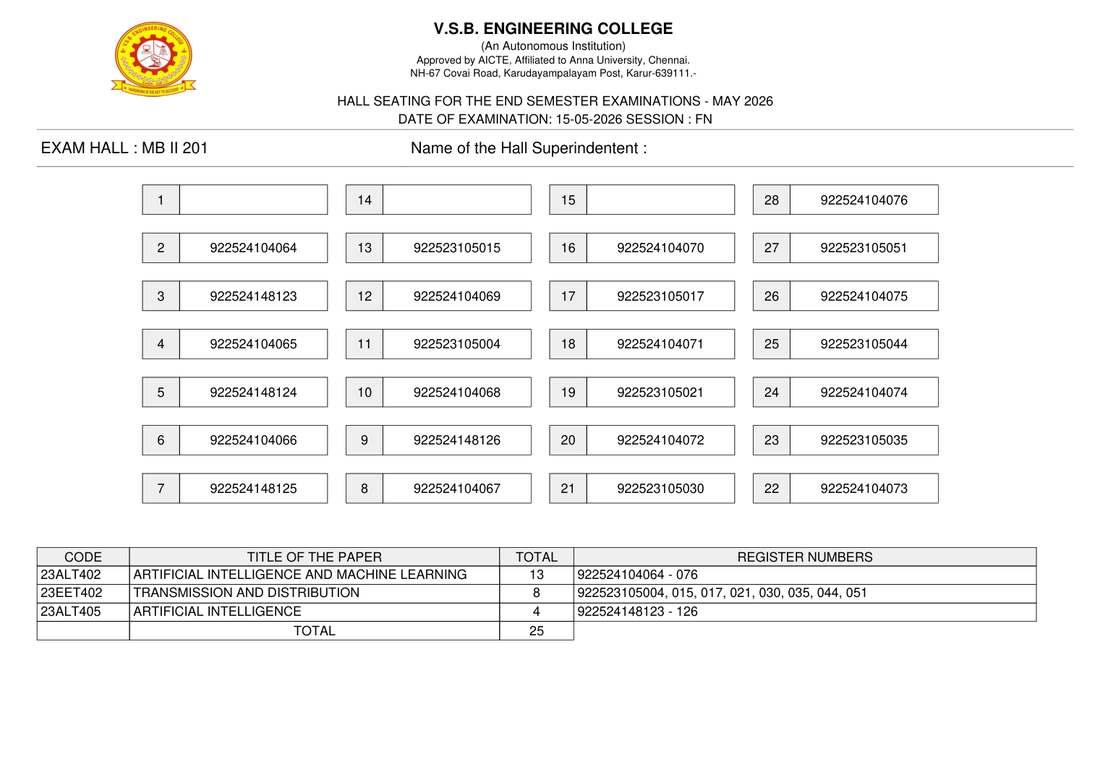 V.S.B. ENGINEERING COLLEGE
(An Autonomous Institution)
Approved by AICTE, Affiliated to Anna University, Chennai.
NH-67 Covai Road, Karudayampalayam Post, Karur-639111.-
HALL SEATING FOR THE END SEMESTER EXAMINATIONS - MAY 2026
DATE OF EXAMINATION: 15-05-2026 SESSION : FN
EXAM HALL : MB II 201 Name of the Hall Superindentent :
1 14 15 28 922524104076
2 922524104064 13 922523105015 16 922524104070 27 922523105051
3 922524148123 12 922524104069 17 922523105017 26 922524104075
4 922524104065 11 922523105004 18 922524104071 25 922523105044
5 922524148124 10 922524104068 19 922523105021 24 922524104074
6 922524104066 9 922524148126 20 922524104072 23 922523105035
7 922524148125 8 922524104067 21 922523105030 22 922524104073
CODE TITLE OF THE PAPER TOTAL REGISTER NUMBERS
23ALT402 ARTIFICIAL INTELLIGENCE AND MACHINE LEARNING 13 922524104064 - 076
23EET402 TRANSMISSION AND DISTRIBUTION 8 922523105004, 015, 017, 021, 030, 035, 044, 051
23ALT405 ARTIFICIAL INTELLIGENCE 4 922524148123 - 126
TOTAL 25